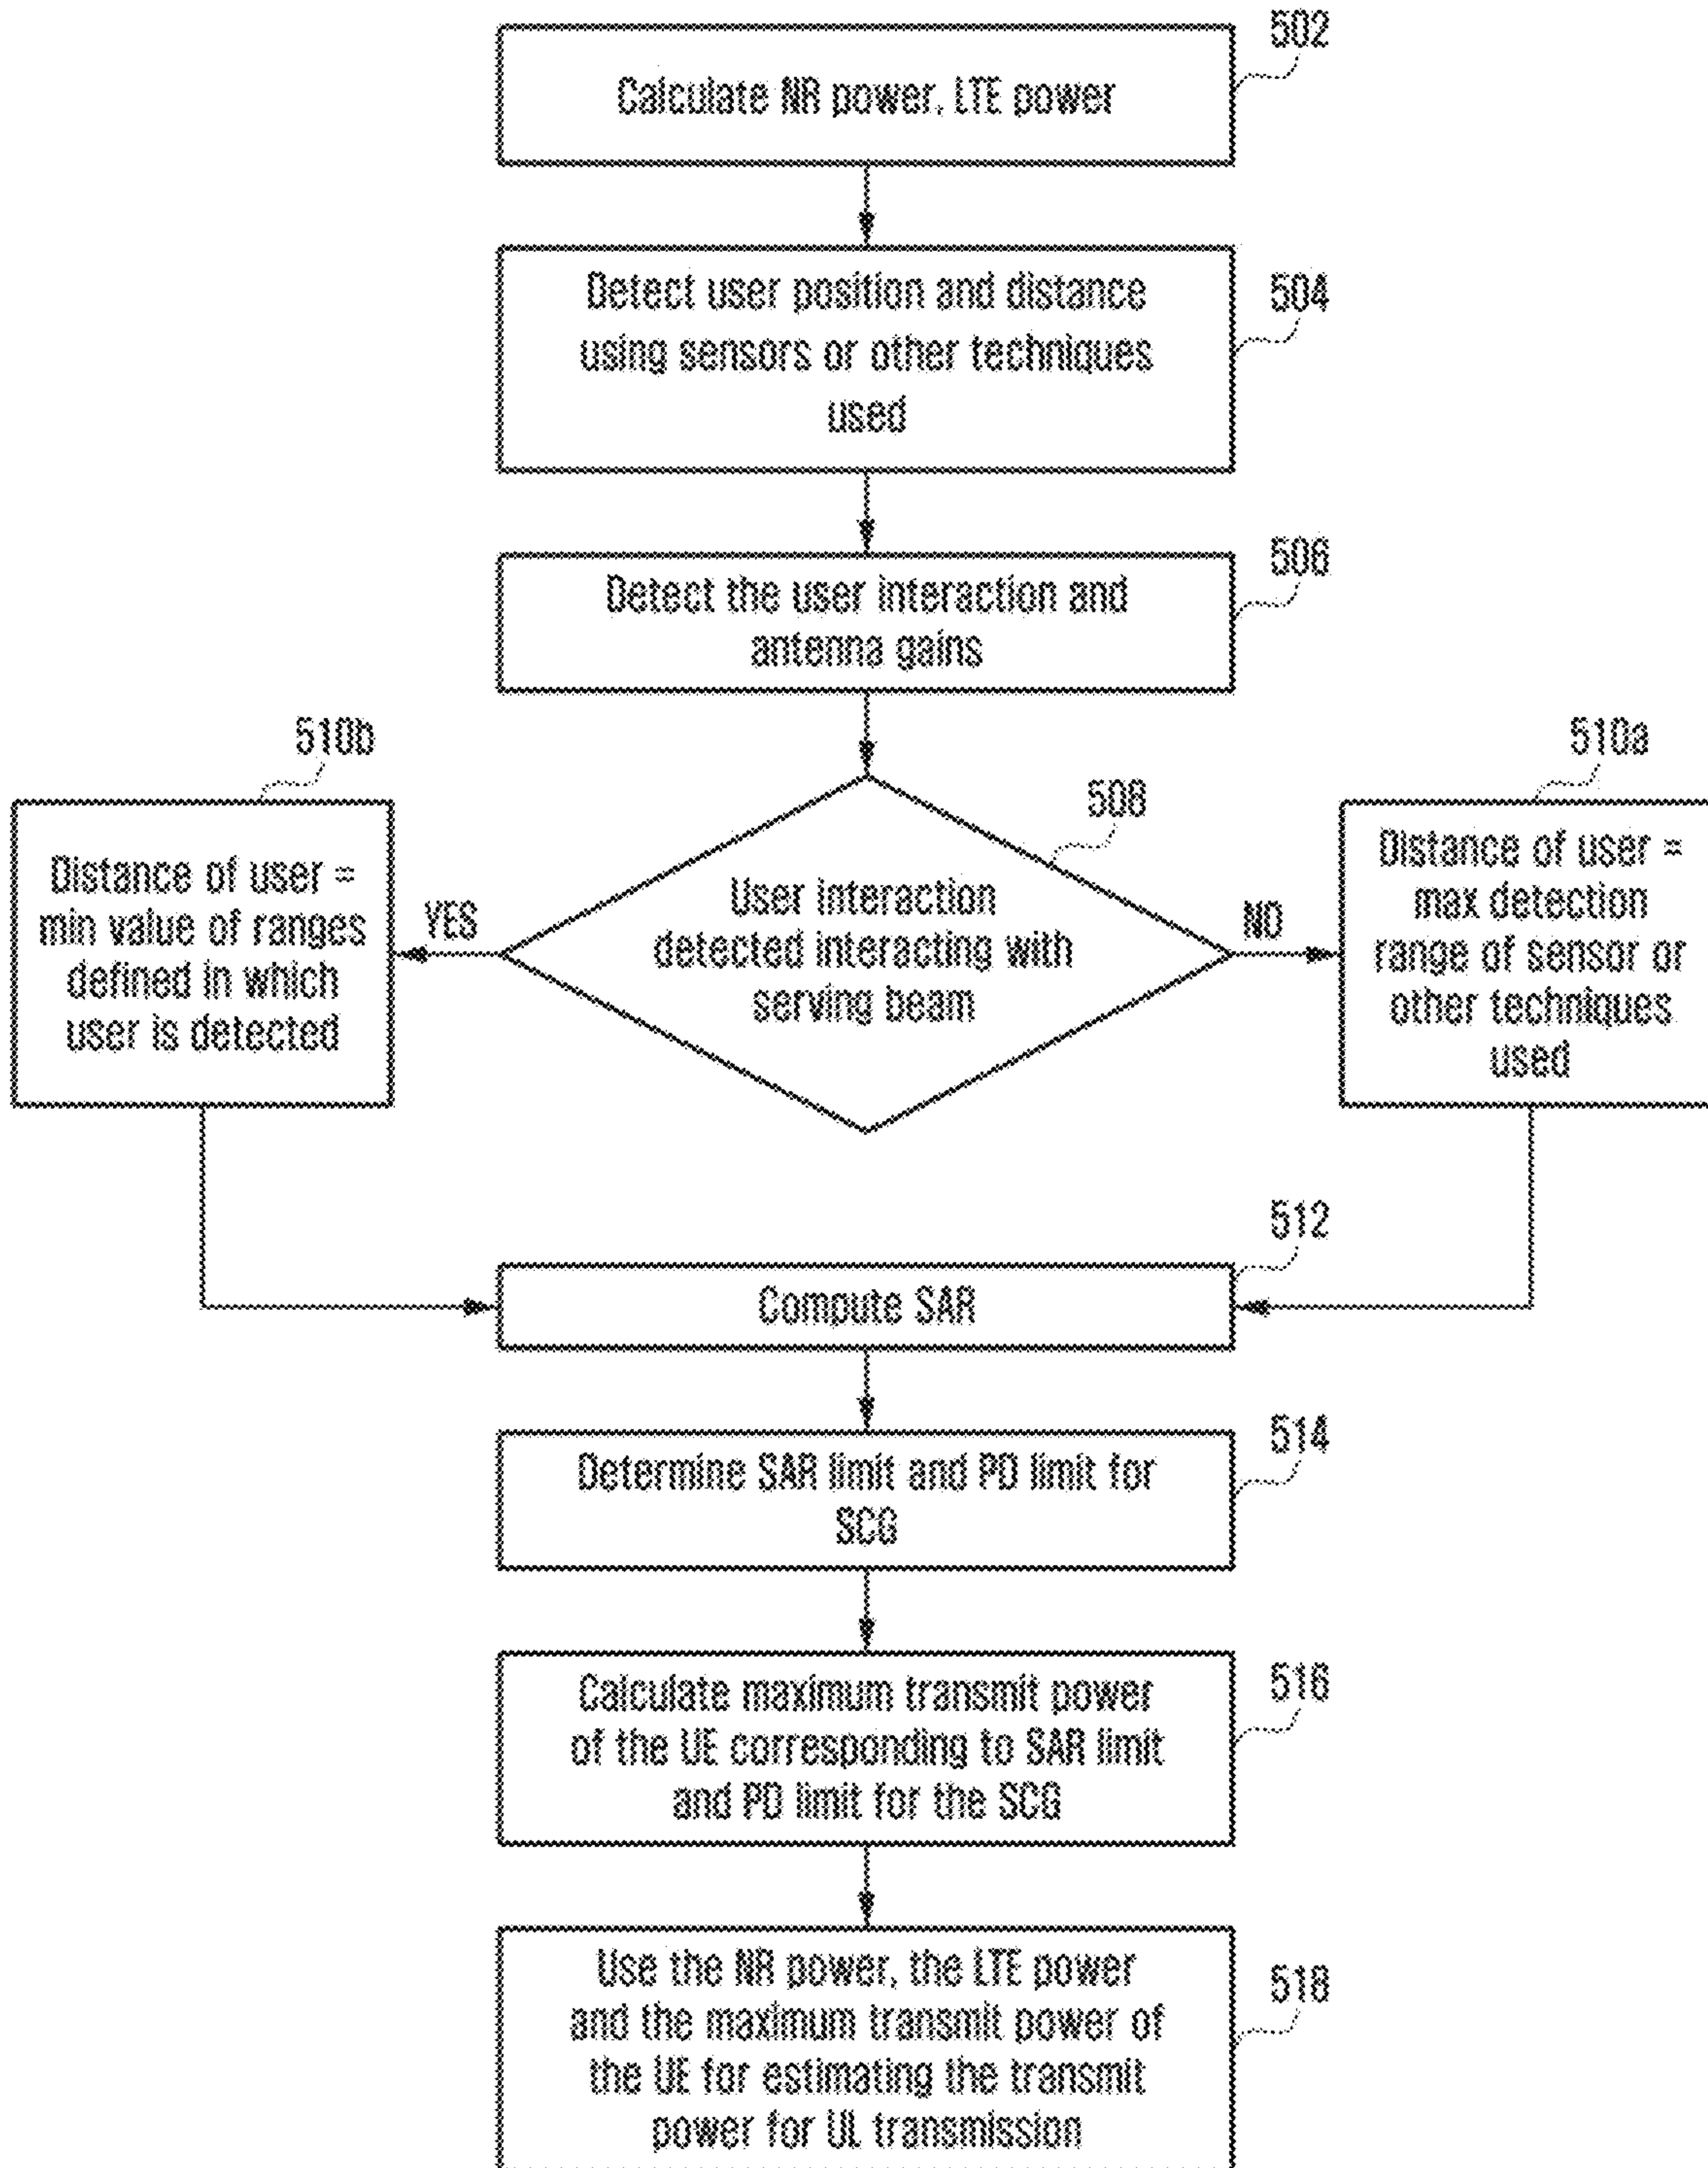 502
Calculate NR power, LTE power
504
Detect user position and distance
using sensors or other techniques
used
506
Detect the user interaction and
antenna gains
510b
Distance of user =
min value of ranges
defined in which
user is detected
YES
508
User interaction
detected interacting with
serving beam
NO
510a
Distance of user =
max detection
range of sensor or
other techniques
used
512
Compute SAR
514
Determine SAR limit and PD limit for
SCG
516
Calculate maximum transmit power
of the UE corresponding to SAR limit
and PD limit for the SCG
518
Use the NR power, the LTE power
and the maximum transmit power of
the UE for estimating the transmit
power for UL transmission